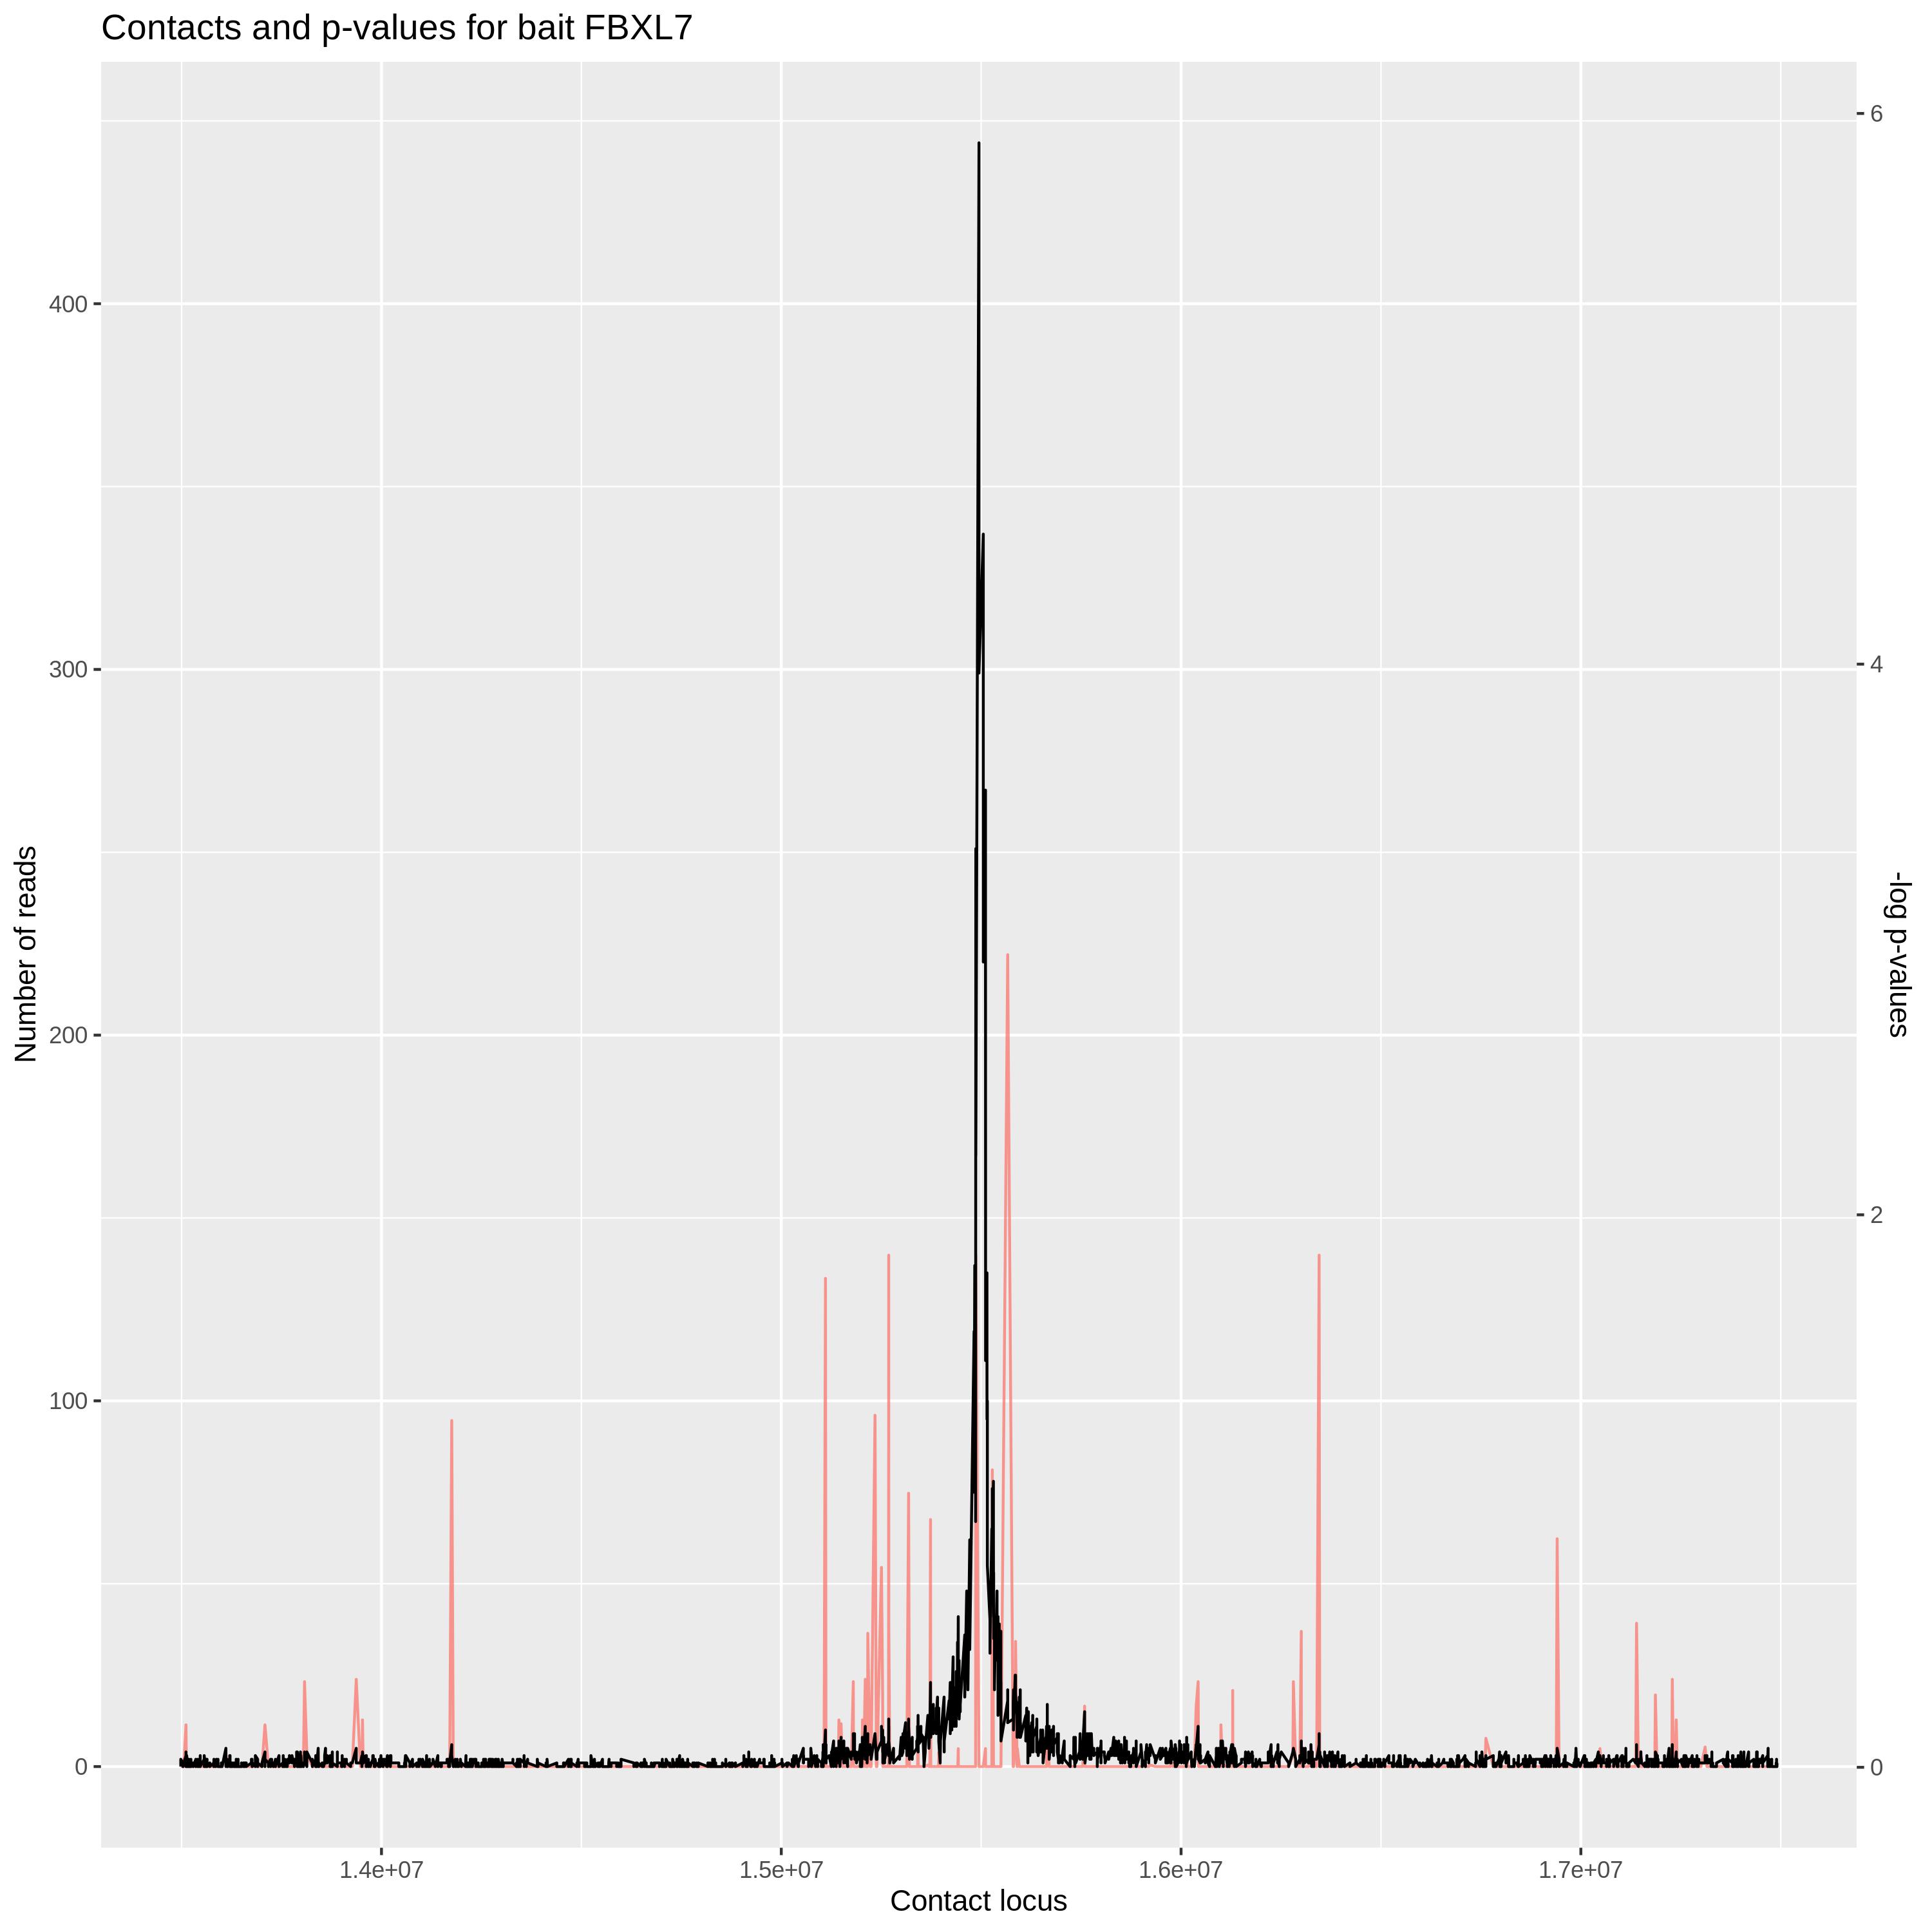 Contacts and p-values for bait FBXL7
6
400
300
4
Number of reads
-log p-values
200
2
100
0
0
1.4e+07
1.5e+07
1.6e+07
1.7e+07
Contact locus